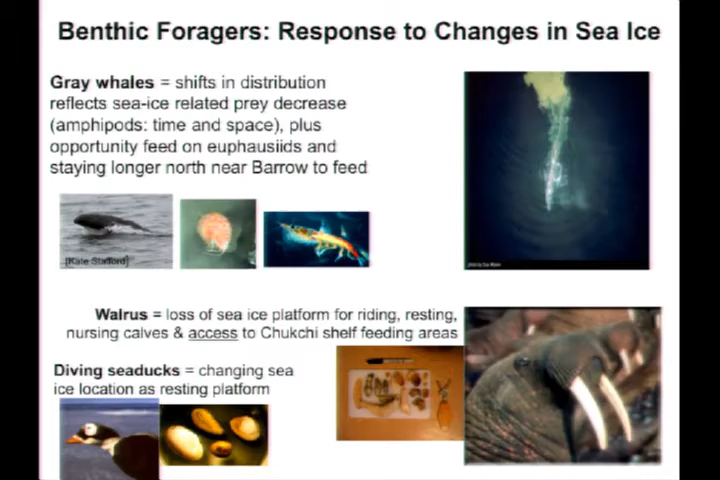 Benthic Foragers: Response to Changes in Sea Ice
Gray whales = shifts in distribution
reflects sea-ice related prey decrease
(amphipods: time and space), plus
opportunity feed on euphausiids and
staying longer north near Barrow to feed
[Kate Stafford]
Walrus = loss of sea ice platform for riding, resting,
nursing calves & access to Chukchi shelf feeding areas
Diving seaducks = changing sea
ice location as resting platform